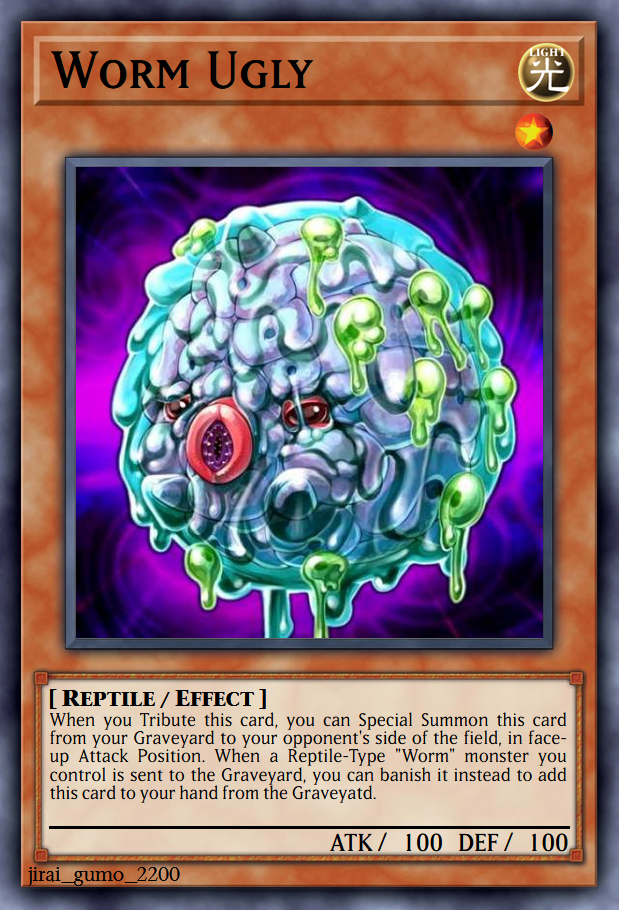 Worm Ugly
LIGHT
光
[ Reptile / Effect ]
When you Tribute this card, you can Special Summon this card
from your Graveyard to your opponent's side of the field, in face-
up Attack Position. When a Reptile-Type "Worm" monster you
control is sent to the Graveyard, you can banish it instead to add
this card to your hand from the Graveyatd.
ATK / 100 DEF / 100
jirai_gumo_2200